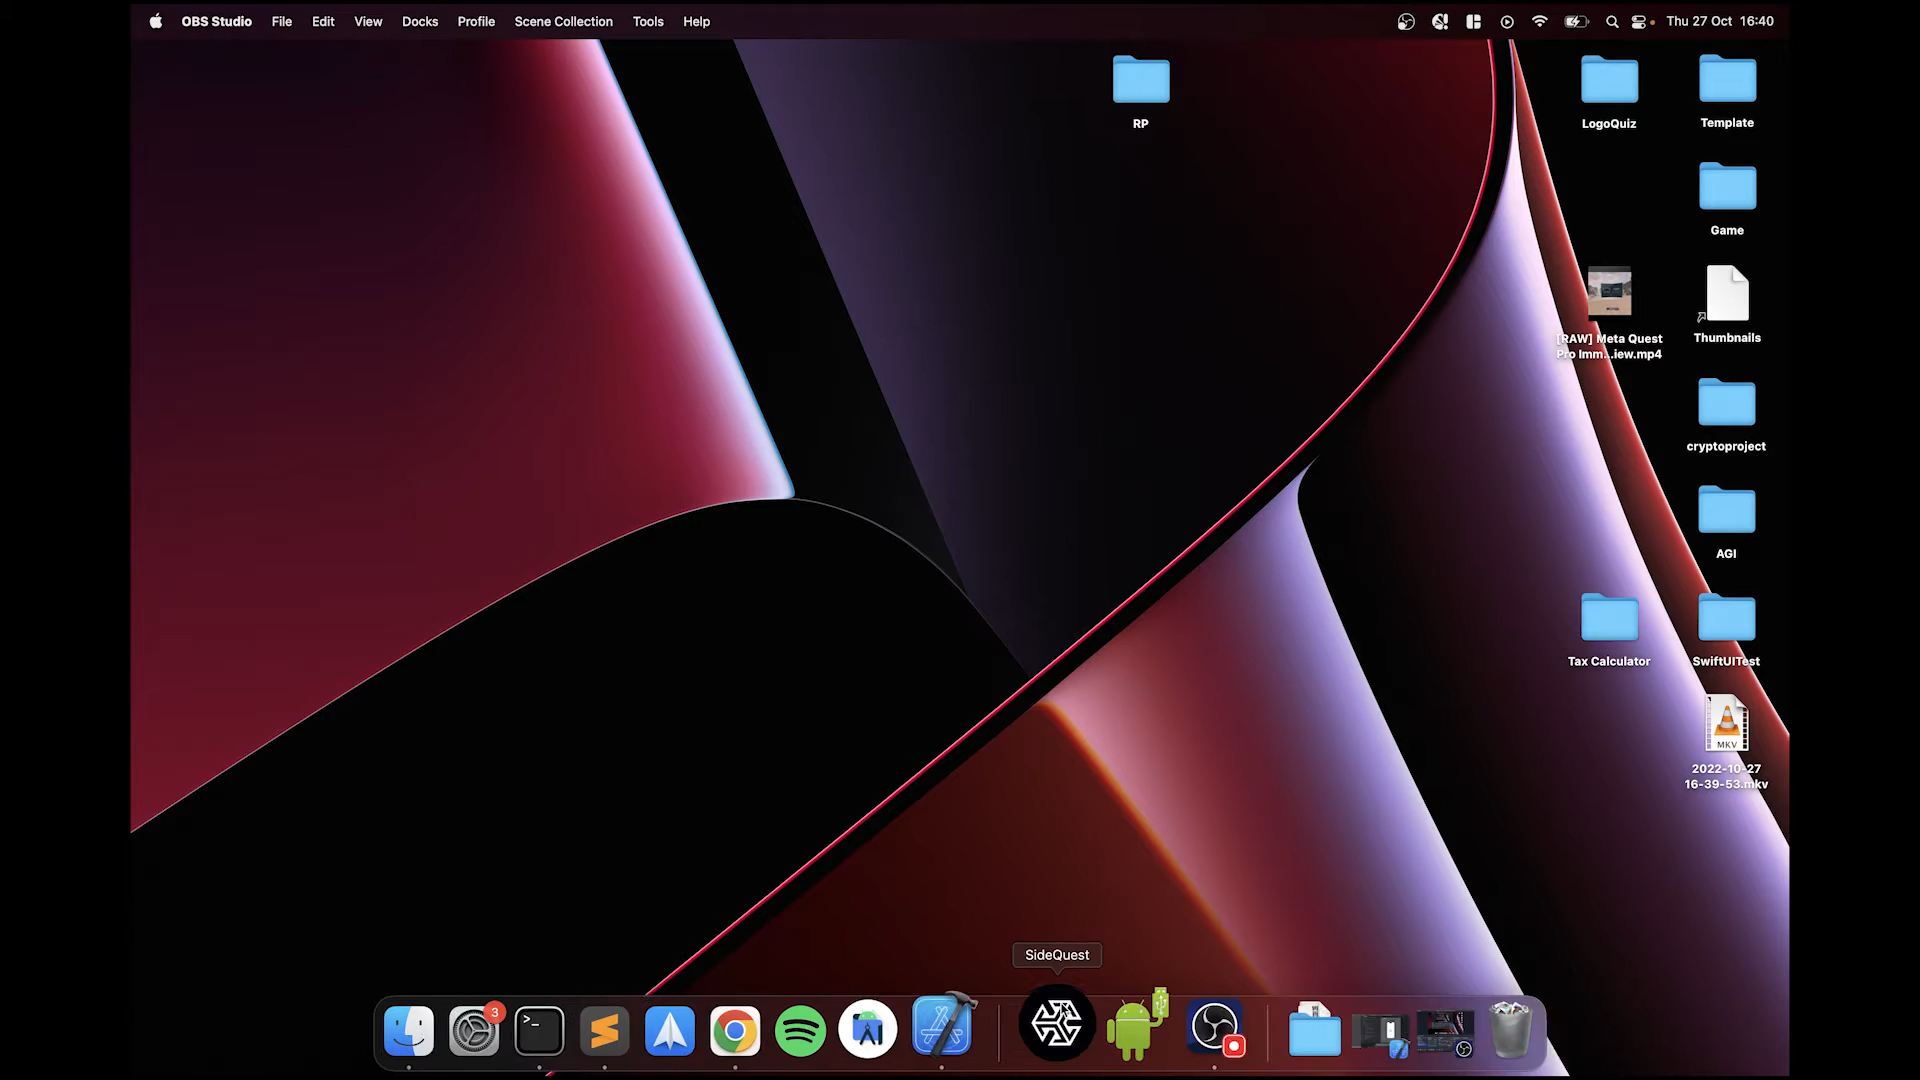 OBS Studio File Edit View Docks Profile Scene Collection Tools Help Thu 27 Oct 16:40
RP
LogoQuiz
Template
Game
[RAW] Meta Quest
Pro Imm...iew.mp4
Thumbnails
cryptoproject
AGI
Tax Calculator
SwiftUITest
MKV
2022-10-27
16-39-53.mkv
SideQuest
3
>_